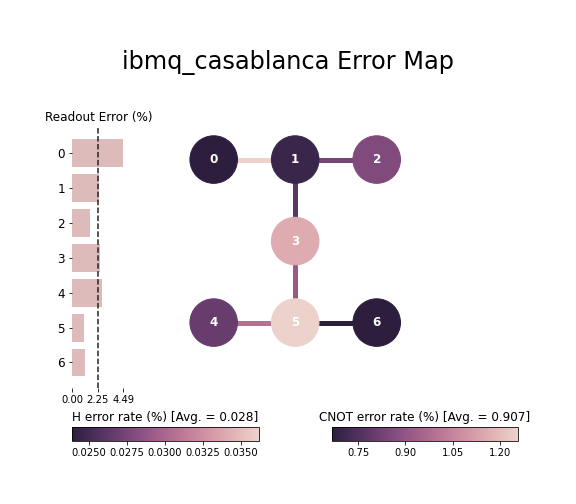 ibmq_casablanca Error Map
Readout Error (%)
0
1
2
3
4
5
6
0.00 2.25 4.49
0 1 2
3
4 5 6
H error rate (%) [Avg. = 0.028]
0.0250 0.0275 0.0300 0.0325 0.0350
CNOT error rate (%) [Avg. = 0.907]
0.75 0.90 1.05 1.20